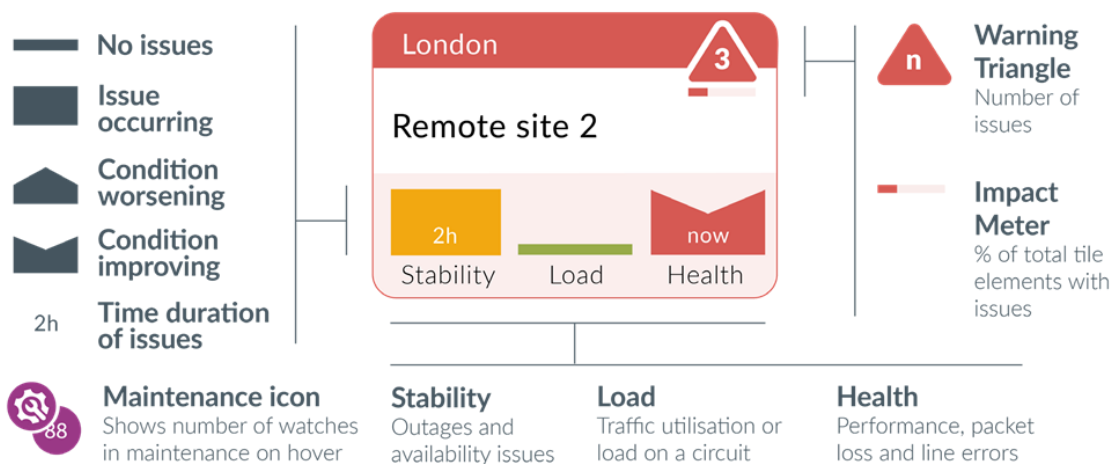 No issues
Issue
occurring
Condition
worsening
Condition
improving
2h
Time duration
of issues
Maintenance icon
Shows number of watches
in maintenance on hover
88
London
3
Remote site 2
2h
now
Stability
Load
Health
n
Warning
Triangle
Number of
issues
Impact
Meter
% of total tile
elements with
issues
Stability
Outages and
availability issues
Load
Traffic utilisation or
load on a circuit
Health
Performance, packet
loss and line errors